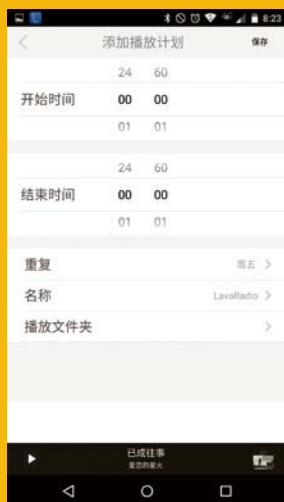 8:23
添加播放计划 保存
24 60
开始时间 00 00
01 01
24 60
结束时间 00 00
01 01
重复 周五
名称 LavaRadio
播放文件夹
已成往事